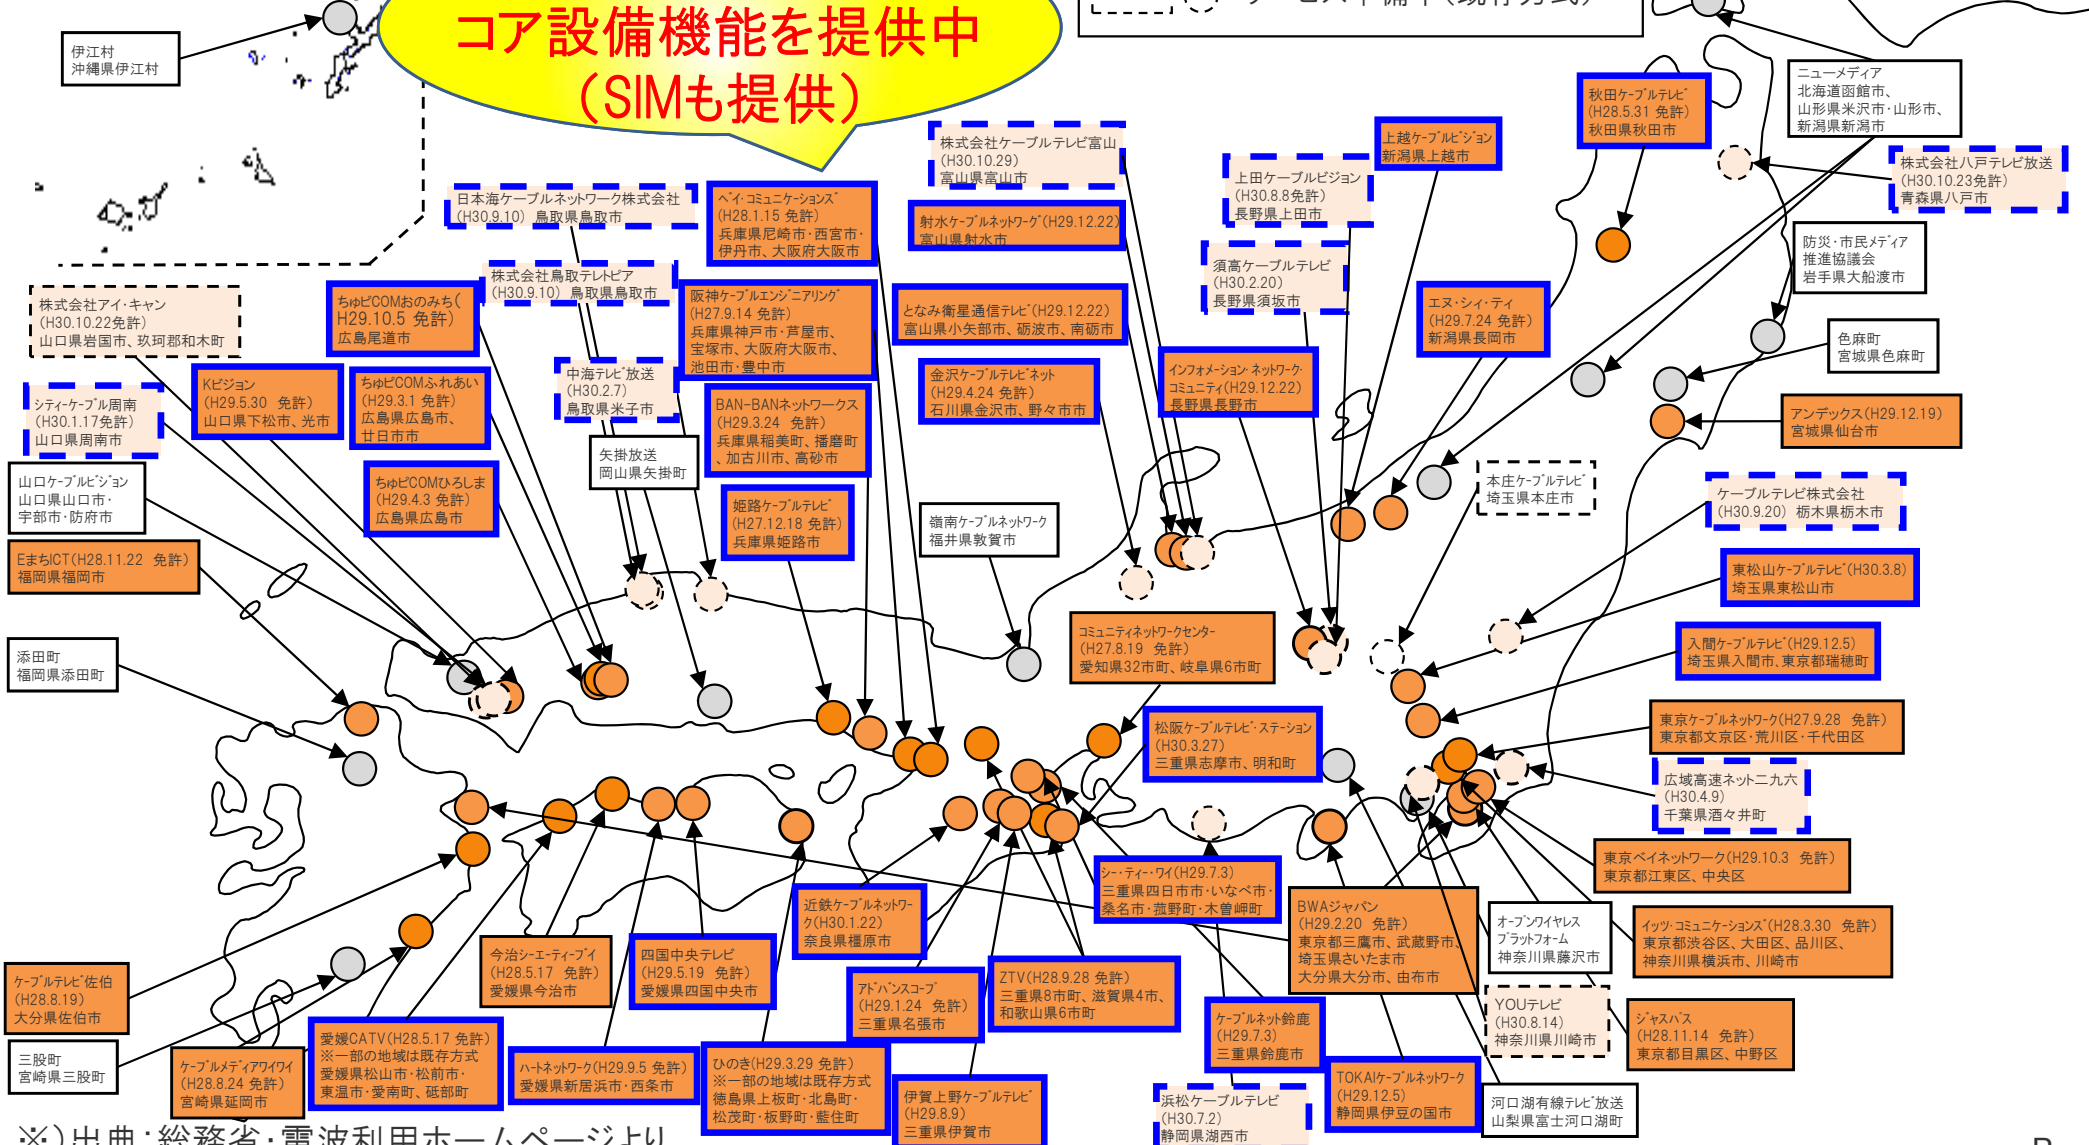 コア設備機能を提供中
(SIMも提供)
伊江村
沖縄県伊江村
ニューメディア
北海道函館市、
山形県米沢市・山形市、
新潟県新潟市
秋田ケーブルテレビ
(H28.5.31 免許)
秋田県秋田市
上越ケーブルビジョン
新潟県上越市
株式会社ケーブルテレビ富山
(H30.10.29)
富山県富山市
上田ケーブルビジョン
(H30.8.8免許)
長野県上田市
株式会社八戸テレビ放送
(H30.10.23免許)
青森県八戸市
日本海ケーブルネットワーク株式会社
(H30.9.10) 鳥取県鳥取市
ベイ・コミュニケーションズ
(H28.1.15 免許)
兵庫県尼崎市・西宮市・
伊丹市、大阪府大阪市
射水ケーブルネットワーク(H29.12.22)
富山県射水市
防災・市民メディア
推進協議会
岩手県大船渡市
須高ケーブルテレビ
(H30.2.20)
長野県須坂市
株式会社鳥取テレトピア
(H30.9.10) 鳥取県鳥取市
株式会社アイ・キャン
(H30.10.22免許)
山口県岩国市、玖珂郡和木町
ちゅピCOMおのみち(
H29.10.5 免許)
広島尾道市
阪神ケーブルエンジニアリング
(H27.9.14 免許)
兵庫県神戸市・芦屋市、
宝塚市、大阪府大阪市、
池田市・豊中市
となみ衛星通信テレビ(H29.12.22)
富山県小矢部市、砺波市、南砺市
エヌ・シィ・ティ
(H29.7.24 免許)
新潟県長岡市
色麻町
宮城県色麻町
Kビジョン
(H29.5.30 免許)
山口県下松市、光市
ちゅピCOMふれあい
(H29.3.1 免許)
広島県広島市、
廿日市市
中海テレビ放送
(H30.2.7)
鳥取県米子市
金沢ケーブルテレビネット
(H29.4.24 免許)
石川県金沢市、野々市市
インフォメーション・ネットワーク・
コミュニティ(H29.12.22)
長野県長野市
シティーケーブル周南
(H30.1.17免許)
山口県周南市
BAN-BANネットワークス
(H29.3.24 免許)
兵庫県稲美町、播磨町
、加古川市、高砂市
アンデックス(H29.12.19)
宮城県仙台市
矢掛放送
岡山県矢掛町
山口ケーブルビジョン
山口県山口市・
宇部市・防府市
ちゅピCOMひろしま
(H29.4.3 免許)
広島県広島市
姫路ケーブルテレビ
(H27.12.18 免許)
兵庫県姫路市
嶺南ケーブルネットワーク
福井県敦賀市
本庄ケーブルテレビ
埼玉県本庄市
ケーブルテレビ株式会社
(H30.9.20) 栃木県栃木市
EまちICT(H28.11.22 免許)
福岡県福岡市
東松山ケーブルテレビ(H30.3.8)
埼玉県東松山市
添田町
福岡県添田町
コミュニティネットワークセンター
(H27.8.19 免許)
愛知県32市町、岐阜県6市町
入間ケーブルテレビ(H29.12.5)
埼玉県入間市、東京都瑞穂町
松阪ケーブルテレビ・ステーション
(H30.3.27)
三重県志摩市、明和町
東京ケーブルネットワーク(H27.9.28 免許)
東京都文京区・荒川区・千代田区
広域高速ネット二九六
(H30.4.9)
千葉県酒々井町
東京ベイネットワーク(H29.10.3 免許)
東京都江東区、中央区
シー・ティー・ワイ(H29.7.3)
三重県四日市市・いなべ市・
桑名市・菰野町・木曽岬町
近鉄ケーブルネットワー
ク(H30.1.22)
奈良県橿原市
BWAジャパン
(H29.2.20 免許)
東京都三鷹市、武蔵野市、
埼玉県さいたま市
大分県大分市、由布市
オープンワイヤレス
プラットフォーム
神奈川県藤沢市
イッツ・コミュニケーションズ(H28.3.30 免許)
東京都渋谷区、大田区、品川区、
神奈川県横浜市、川崎市
今治シーエーティーブイ
(H28.5.17 免許)
愛媛県今治市
四国中央テレビ
(H29.5.19 免許)
愛媛県四国中央市
ケーブルテレビ佐伯
(H28.8.19)
大分県佐伯市
アドバンスコープ
(H29.1.24 免許)
三重県名張市
ZTV(H28.9.28 免許)
三重県8市町、滋賀県4市、
和歌山県6市町
ケーブルネット鈴鹿
(H29.7.3)
三重県鈴鹿市
YOUテレビ
(H30.8.14)
神奈川県川崎市
ジャスパス
(H28.11.14 免許)
東京都目黒区、中野区
三股町
宮崎県三股町
ケーブルメディアワイワイ
(H28.8.24 免許)
宮崎県延岡市
愛媛CATV(H28.5.17 免許)
※一部の地域は既存方式
愛媛県松山市・松前市・
東温市・愛南町、砥部町
ハートネットワーク(H29.9.5 免許)
愛媛県新居浜市・西条市
ひのき(H29.3.29 免許)
※一部の地域は既存方式
徳島県上板町・北島町・
松茂町・板野町・藍住町
伊賀上野ケーブルテレビ
(H29.8.9)
三重県伊賀市
浜松ケーブルテレビ
(H30.7.2)
静岡県湖西市
TOKAIケーブルネットワーク
(H29.12.5)
静岡県伊豆の国市
河口湖有線テレビ放送
山梨県富士河口湖町
※)出典:総務省・電波利用ホームページより